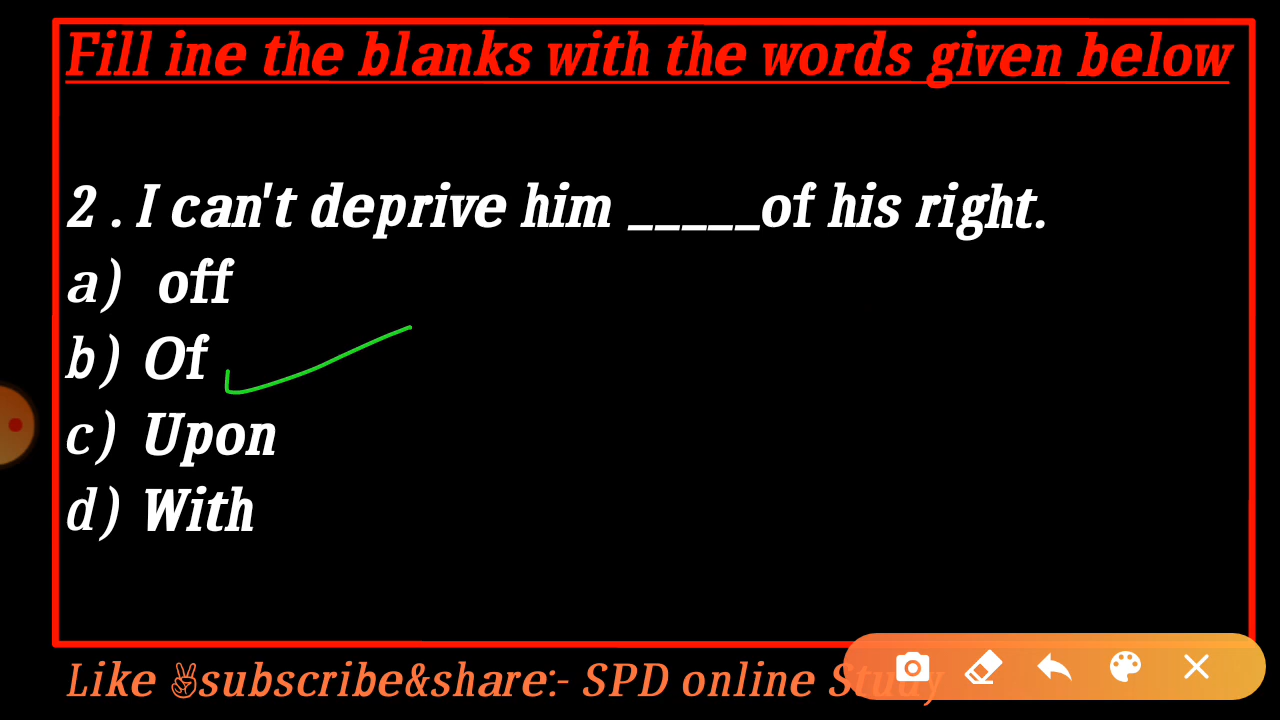 Fill ine the blanks with the words given below
2 . I can't deprive him _____of his right.
a) off
b) Of
c) Upon
d) With
Like ✌subscribe&share:- SPD online Study